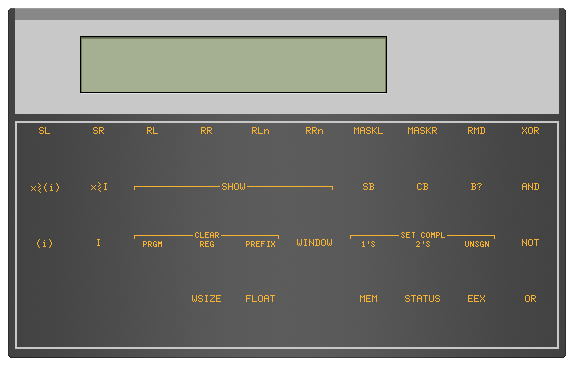 SL SR RL RR RLn RRn MASKL MASKR RMD XOR
x≷(i) x≷I SHOW SB CB B? AND
CLEAR SET COMPL
(i) I PRGM REG PREFIX WINDOW 1'S 2'S UNSGN NOT
WSIZE FLOAT MEM STATUS EEX OR